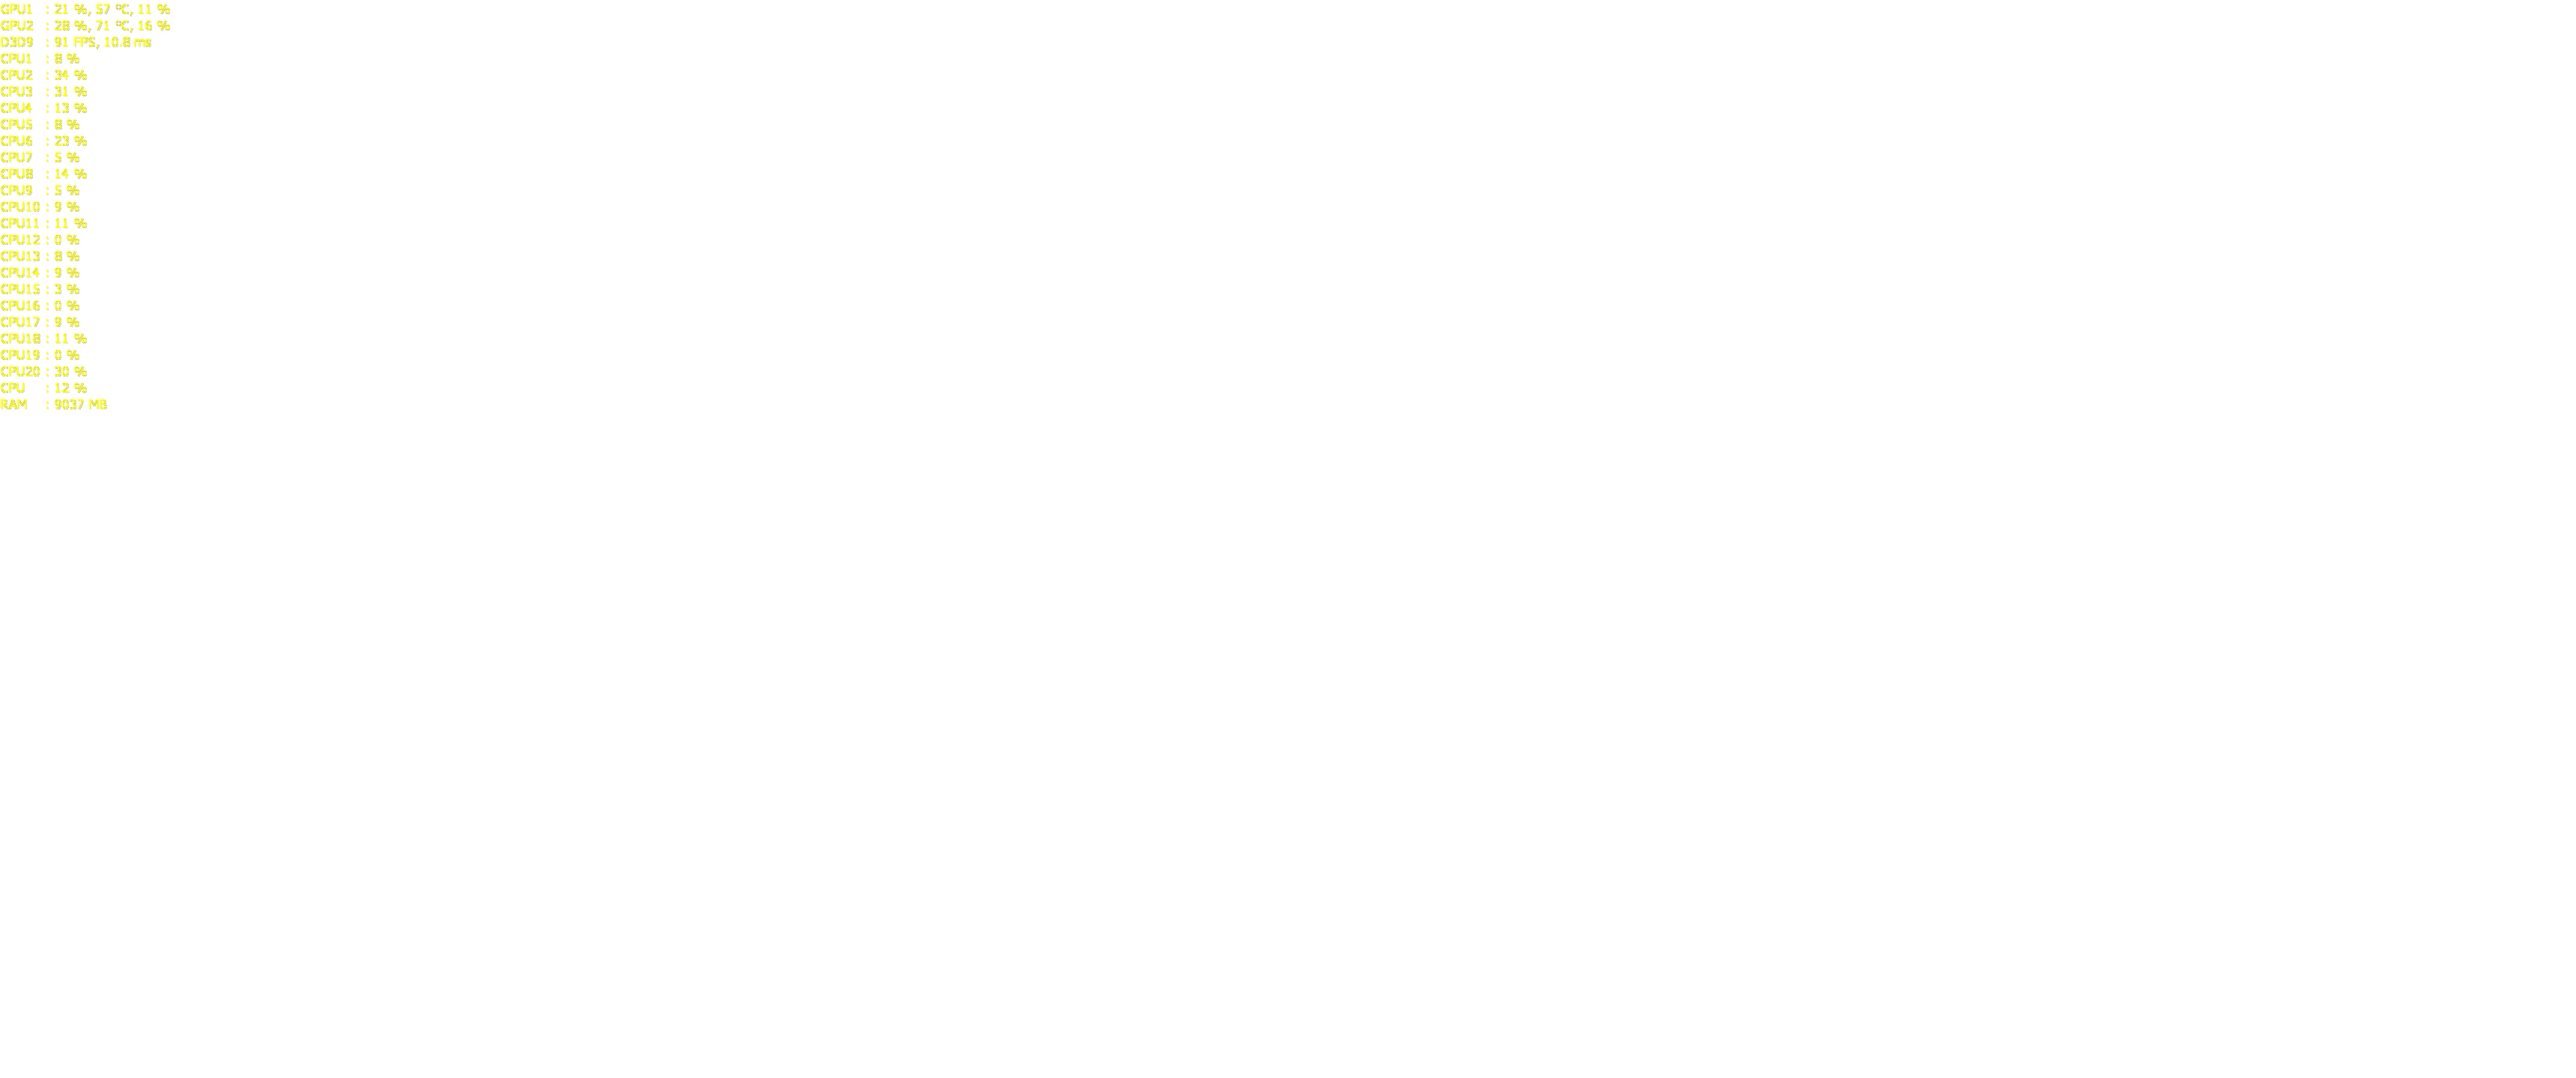 GPU1 : 21 %, 57 °C, 11 %
GPU2 : 28 %, 71 °C, 16 %
D3D9 : 91 FPS, 10.8 ms
CPU1 : 8 %
CPU2 : 34 %
CPU3 : 31 %
CPU4 : 13 %
CPU5 : 8 %
CPU6 : 23 %
CPU7 : 5 %
CPU8 : 14 %
CPU9 : 5 %
CPU10 : 9 %
CPU11 : 11 %
CPU12 : 0 %
CPU13 : 8 %
CPU14 : 9 %
CPU15 : 3 %
CPU16 : 0 %
CPU17 : 9 %
CPU18 : 11 %
CPU19 : 0 %
CPU20 : 30 %
CPU : 12 %
RAM : 9037 MB